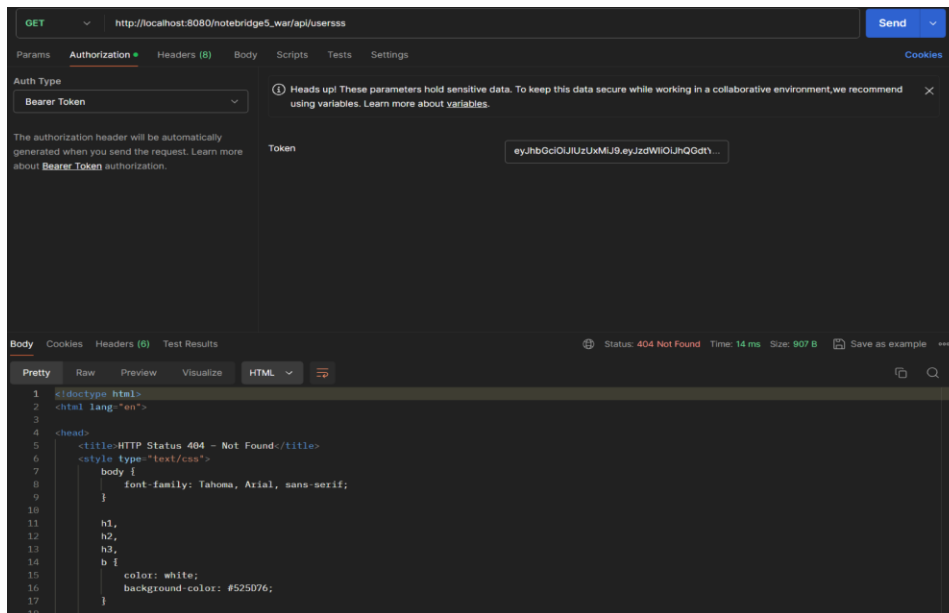 GET http://localhost:8080/notebridge5_war/api/usersss Send
Params Authorization Headers (8) Body Scripts Tests Settings Cookies
Auth Type
Bearer Token
Heads up! These parameters hold sensitive data. To keep this data secure while working in a collaborative environment,we recommend
using variables. Learn more about variables.
The authorization header will be automatically
generated when you send the request. Learn more
about Bearer Token authorization.
Token
Body Cookies Headers (6) Test Results Status: 404 Not Found Time: 14 ms Size: 907 B Save as example
Pretty Raw Preview Visualize HTML
1 <!doctype html>
2 <html lang="en">
3
4 <head>
5 <title>HTTP Status 404 – Not Found</title>
6 <style type="text/css">
7 body {
8 font-family: Tahoma, Arial, sans-serif;
9 }
10
11 h1,
12 h2,
13 h3,
14 b {
15 color: white;
16 background-color: #525D76;
17 }